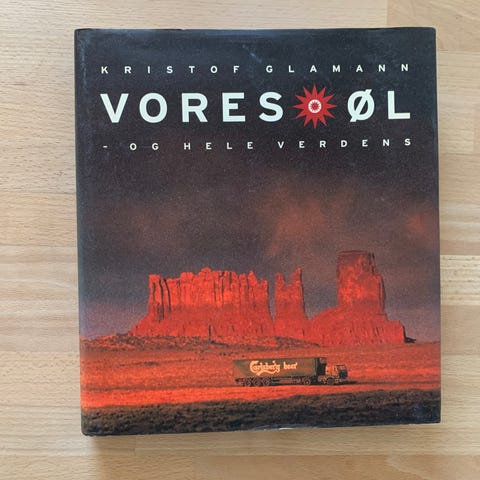 KRISTOF GLAMANN
VORES ØL
- OG HELE VERDENS
Carlsberg beer